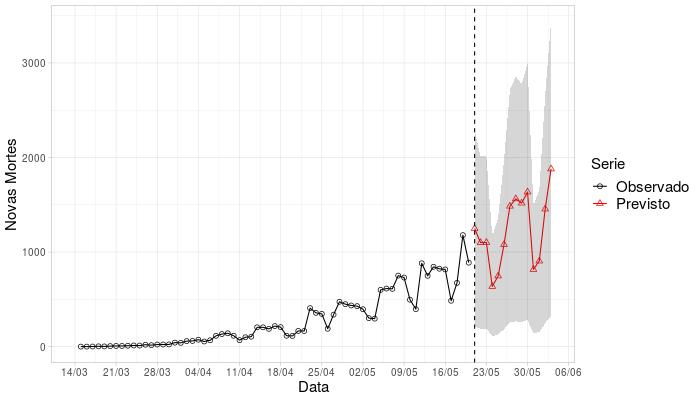 3000
2000
1000
0
Novas Mortes
14/03 21/03 28/03 04/04 11/04 18/04 25/04 02/05 09/05 16/05 23/05 30/05 06/06
Data
Serie
Observado
Previsto